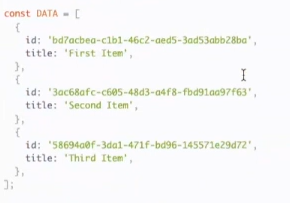 const DATA = [
{
id: 'bd7acbea-c1b1-46c2-aed5-3ad53abb28ba',
title: 'First Item',
},
{
id: '3ac68afc-c605-48d3-a4f8-fbd91aa97f63',
title: 'Second Item',
},
{
id: '58694a0f-3da1-471f-bd96-145571e29d72',
title: 'Third Item',
},
];